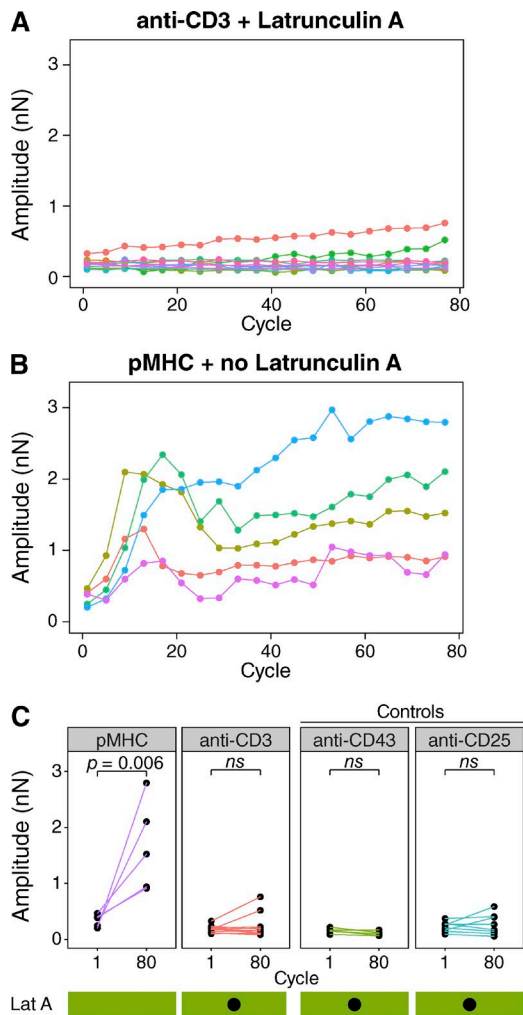 A
anti-CD3 + Latrunculin A
Amplitude (nN)
3
2
1
0
0 20 40 60 80
Cycle
B
pMHC + no Latrunculin A
Amplitude (nN)
3
2
1
0
0 20 40 60 80
Cycle
C
Controls
pMHC anti-CD3 anti-CD43 anti-CD25
p = 0.006 ns ns ns
Amplitude (nN)
3
1
0
1 80 1 80 1 80 1 80
Cycle
Lat A